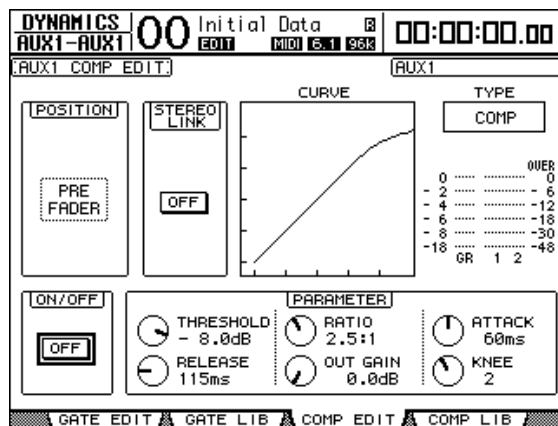 DYNAMICS
AUX1-AUX1
00
Initial Data
R
EDIT
MIDI 6.1 96k
00:00:00.00
AUX1 COMP EDIT
AUX1
POSITION
PRE
FADER
STEREO
LINK
OFF
CURVE
TYPE
COMP
OVER
0 0
- 2 - 6
- 4 -12
- 6 -18
- 8 -30
-18 -48
GR 1 2
ON/OFF
OFF
PARAMETER
THRESHOLD
- 8.0dB
RATIO
2.5:1
ATTACK
60ms
RELEASE
115ms
OUT GAIN
0.0dB
KNEE
2
GATE EDIT GATE LIB COMP EDIT COMP LIB